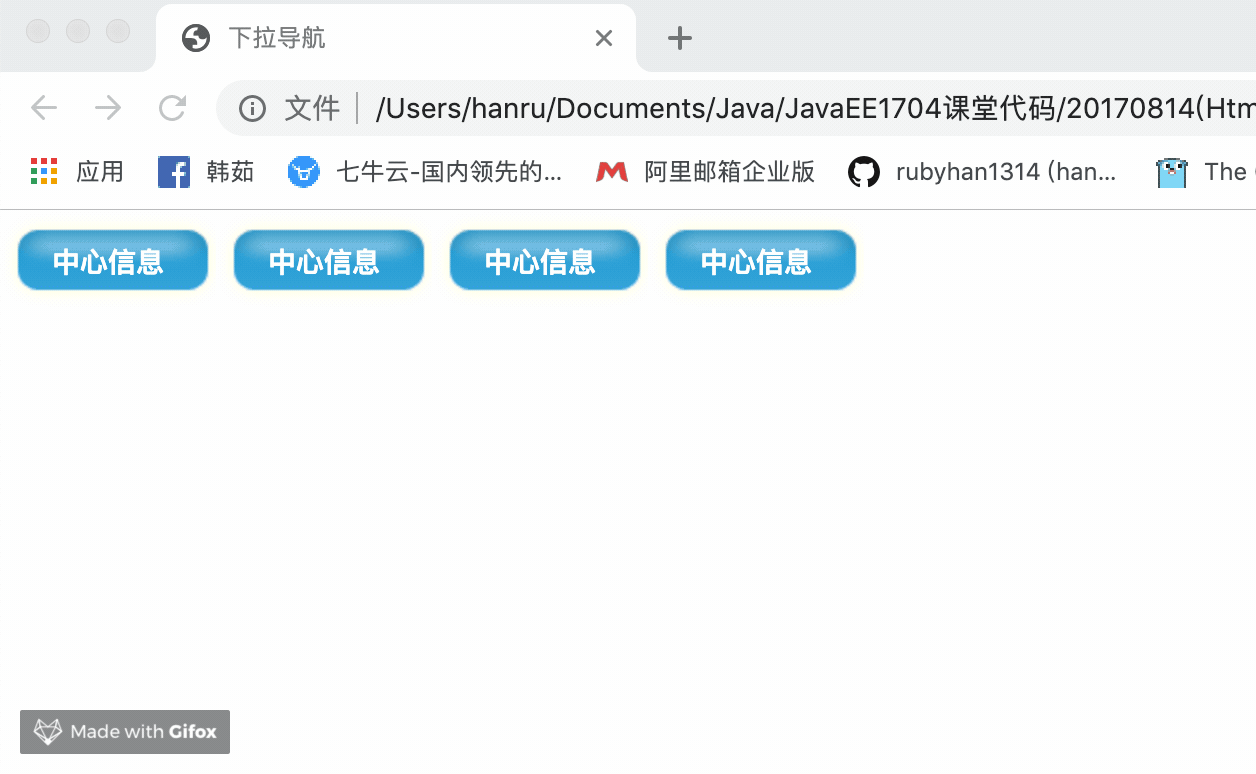 下拉导航
文件 /Users/hanru/Documents/Java/JavaEE1704课堂代码/20170814(Htm
应用 韩茹 七牛云-国内领先的... 阿里邮箱企业版 rubyhan1314 (han... The
中心信息 中心信息 中心信息 中心信息
Made with Gifox